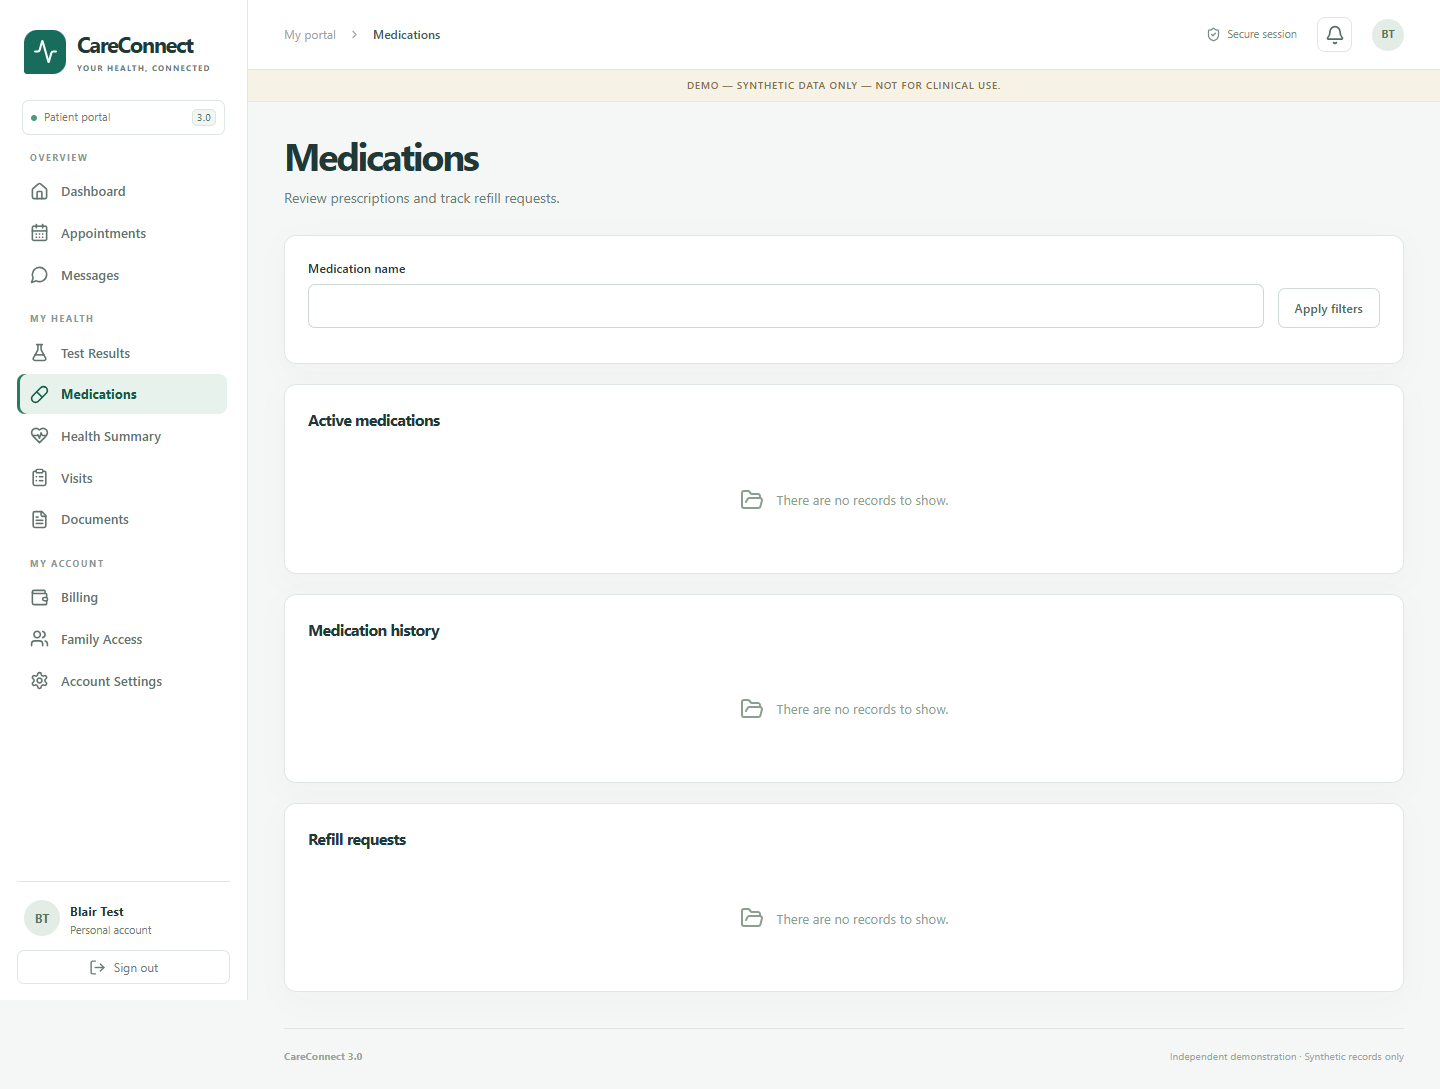 CareConnect
YOUR HEALTH, CONNECTED
Patient portal 3.0
OVERVIEW
Dashboard
Appointments
Messages
MY HEALTH
Test Results
Medications
Health Summary
Visits
Documents
MY ACCOUNT
Billing
Family Access
Account Settings
BT
Blair Test
Personal account
Sign out
My portal > Medications
Secure session
BT
DEMO — SYNTHETIC DATA ONLY — NOT FOR CLINICAL USE.
Medications
Review prescriptions and track refill requests.
Medication name
Apply filters
Active medications
There are no records to show.
Medication history
There are no records to show.
Refill requests
There are no records to show.
CareConnect 3.0
Independent demonstration · Synthetic records only